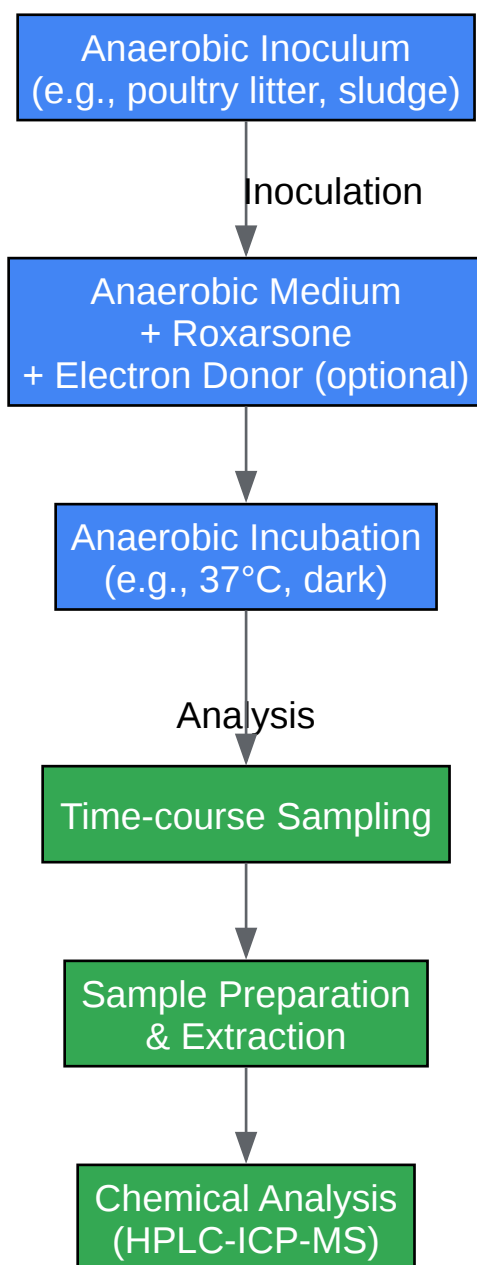 Anaerobic Inoculum
(e.g., poultry litter, sludge)
Inoculation
Anaerobic Medium
+ Roxarsone
+ Electron Donor (optional)
Anaerobic Incubation
(e.g., 37°C, dark)
Analysis
Time-course Sampling
Sample Preparation
& Extraction
Chemical Analysis
(HPLC-ICP-MS)